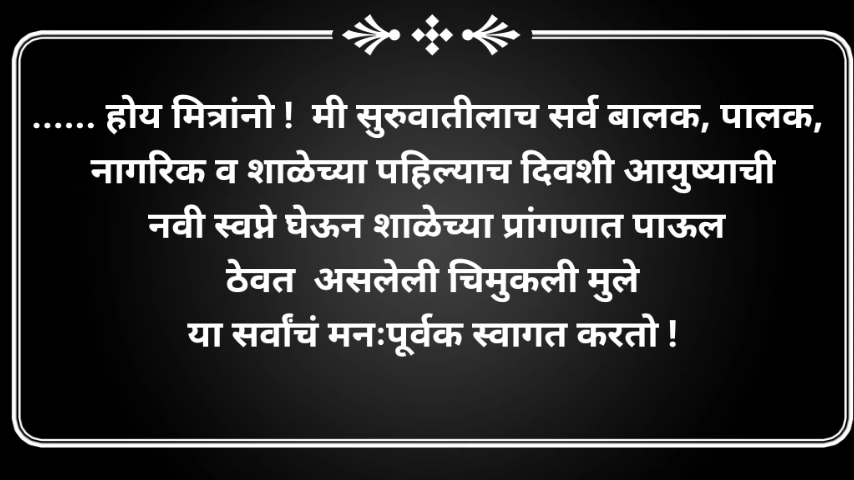 ...... होय मित्रांनो ! मी सुरुवातीलाच सर्व बालक, पालक,
नागरिक व शाळेच्या पहिल्याच दिवशी आयुष्याची
नवी स्वप्ने घेऊन शाळेच्या प्रांगणात पाऊल
ठेवत असलेली चिमुकली मुले
या सर्वांचं मनःपूर्वक स्वागत करतो !